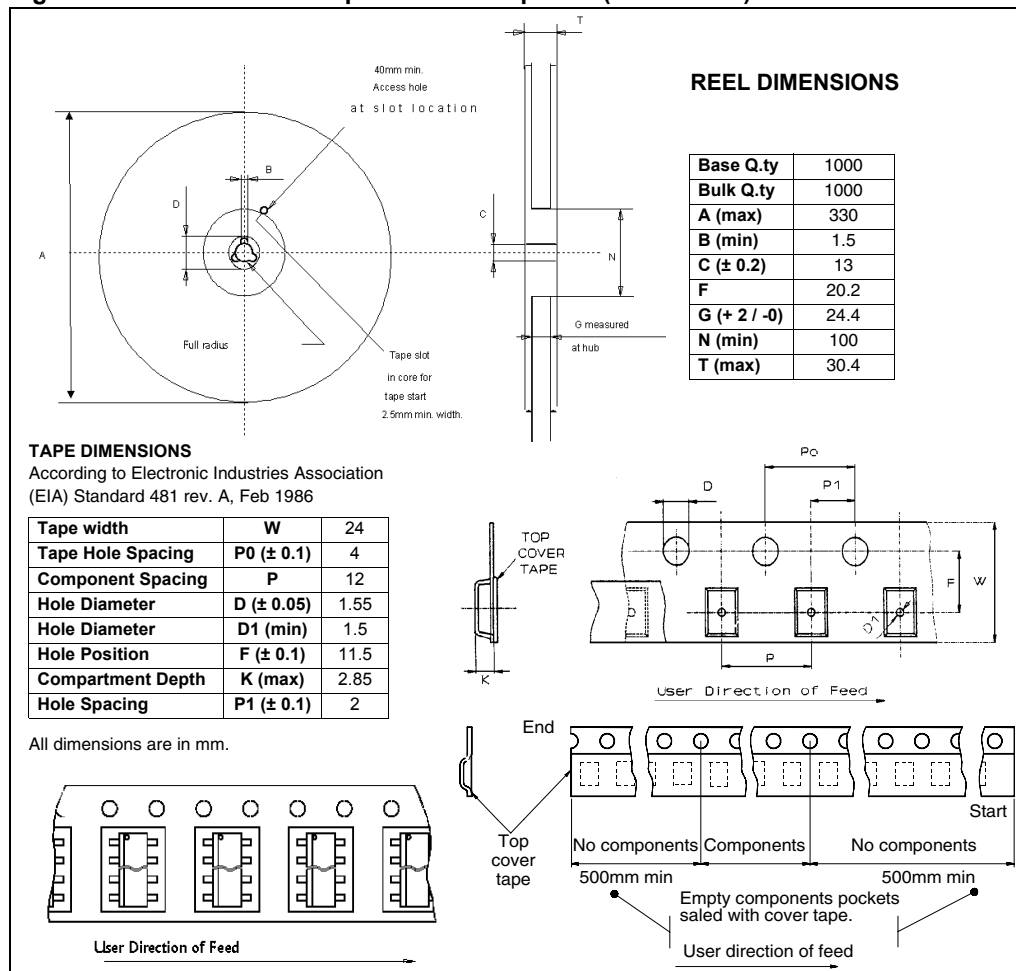 T
40mm min.
Access hole
at slot location
REEL DIMENSIONS
B
D
C
A
N
Base Q.ty 1000
Bulk Q.ty 1000
A (max) 330
B (min) 1.5
C (± 0.2) 13
F 20.2
G (+ 2 / -0) 24.4
N (min) 100
T (max) 30.4
G measured
at hub
Full radius
Tape slot
in core for
tape start
2.5mm min. width.
TAPE DIMENSIONS
According to Electronic Industries Association
(EIA) Standard 481 rev. A, Feb 1986
Tape width W 24
Tape Hole Spacing P0 (± 0.1) 4
Component Spacing P 12
Hole Diameter D (± 0.05) 1.55
Hole Diameter D1 (min) 1.5
Hole Position F (± 0.1) 11.5
Compartment Depth K (max) 2.85
Hole Spacing P1 (± 0.1) 2
All dimensions are in mm.
Po
D
P1
TOP
COVER
TAPE
F
W
D1
K
P
User Direction of Feed
End
Start
Top
cover
tape
No components
Components
No components
500mm min
500mm min
Empty components pockets
saled with cover tape.
User direction of feed
User Direction of Feed